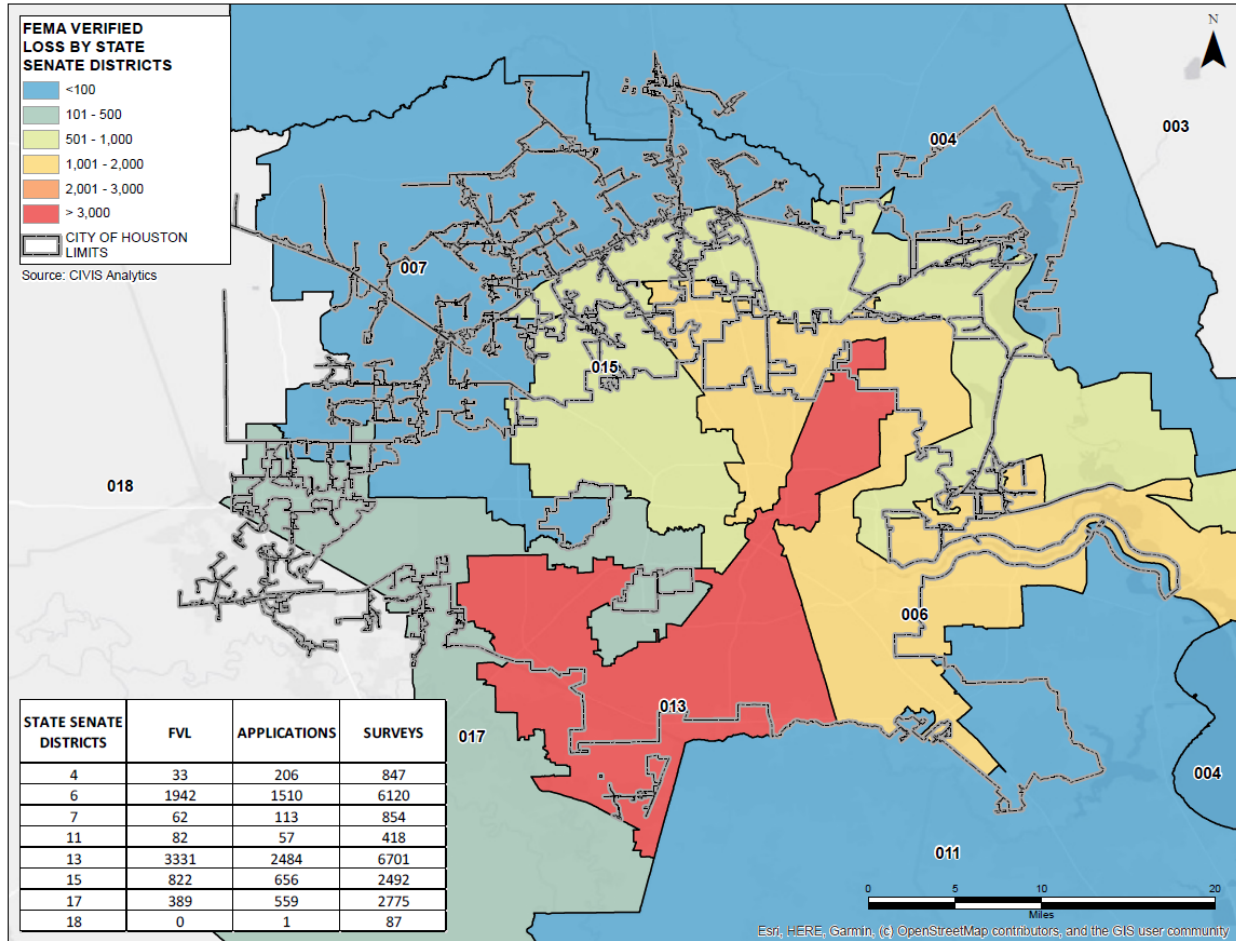 FEMA VERIFIED
LOSS BY STATE
SENATE DISTRICTS
<100
101 - 500
501 - 1,000
1,001 - 2,000
2,001 - 3,000
> 3,000
CITY OF HOUSTON
LIMITS
Source: CIVIS Analytics
N
003
004
007
015
018
006
013
017
004
011
STATE SENATE DISTRICTS FVL APPLICATIONS SURVEYS
4 33 206 847
6 1942 1510 6120
7 62 113 854
11 82 57 418
13 3331 2484 6701
15 822 656 2492
17 389 559 2775
18 0 1 87
0 5 10 20
Miles
Esri, HERE, Garmin, (c) OpenStreetMap contributors, and the GIS user community